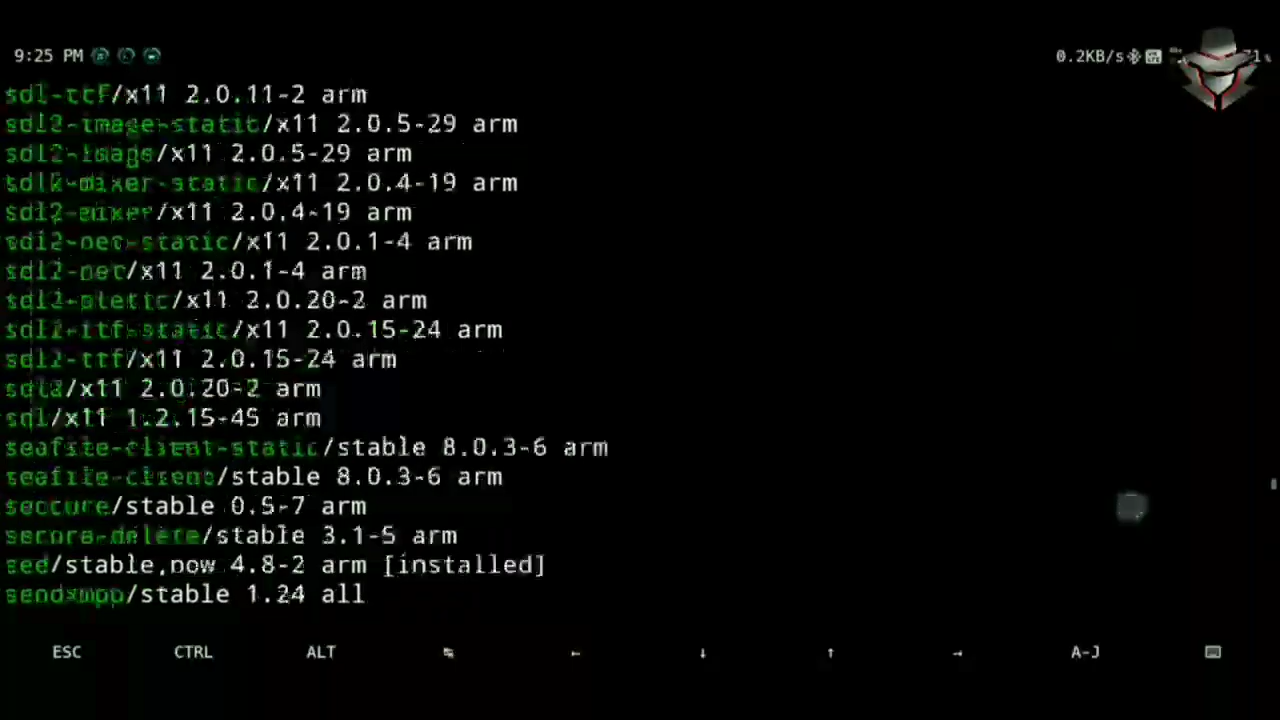 9:25 PM 0.2KB/s
sdl-ttf/x11 2.0.11-2 arm
sdl2-image-static/x11 2.0.5-29 arm
sdl2-image/x11 2.0.5-29 arm
sdl2-mixer-static/x11 2.0.4-19 arm
sdl2-mixer/x11 2.0.4-19 arm
sdl2-net-static/x11 2.0.1-4 arm
sdl2-net/x11 2.0.1-4 arm
sdl2-static/x11 2.0.20-2 arm
sdl2-ttf-static/x11 2.0.15-24 arm
sdl2-ttf/x11 2.0.15-24 arm
sdl2/x11 2.0.20-2 arm
sdl/x11 1.2.15-45 arm
seafile-client-static/stable 8.0.3-6 arm
seafile-client/stable 8.0.3-6 arm
seccure/stable 0.5-7 arm
secure-delete/stable 3.1-5 arm
sed/stable,now 4.8-2 arm [installed]
sendxmpp/stable 1.24 all
ESC CTRL ALT ↹ ← ↓ ↑ → A-J